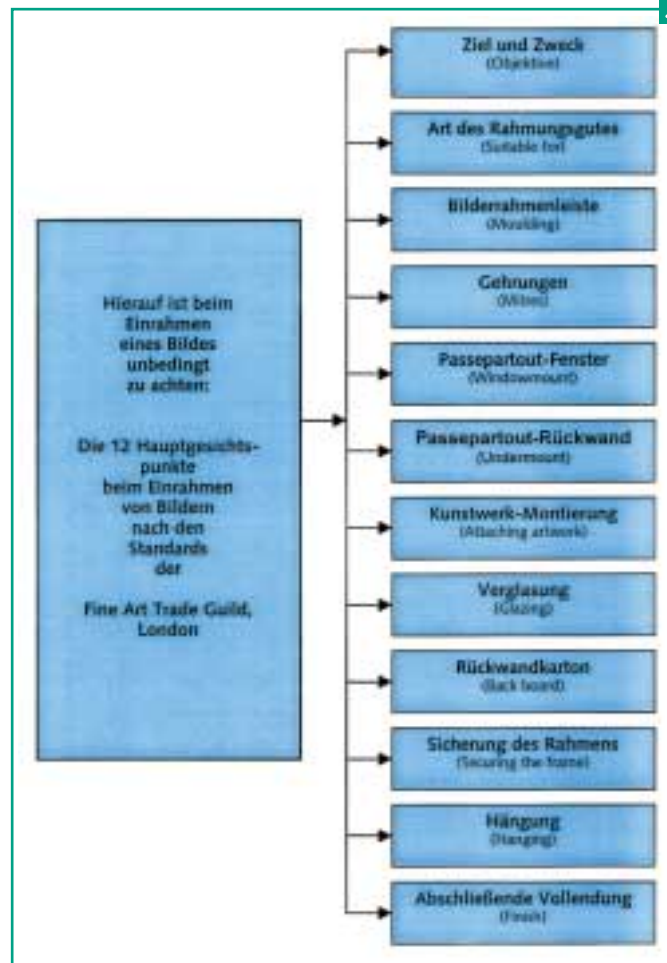 Hierauf ist beim
Einrahmen
eines Bildes
unbedingt
zu achten:
Die 12 Hauptgesichts-
punkte
beim Einrahmen
von Bildern
nach den
Standards
der
Fine Art Trade Guild,
London
Ziel und Zweck
(Objektive)
Art des Rahmungsgutes
(Suitable for)
Bilderrahmenleiste
(Moulding)
Gehrungen
(Mitres)
Passepartout-Fenster
(Windowmount)
Passepartout-Rückwand
(Undermount)
Kunstwerk-Montierung
(Attaching artwork)
Verglasung
(Glazing)
Rückwandkarton
(Back board)
Sicherung des Rahmens
(Securing the frame)
Hängung
(Hanging)
Abschließende Vollendung
(Finish)